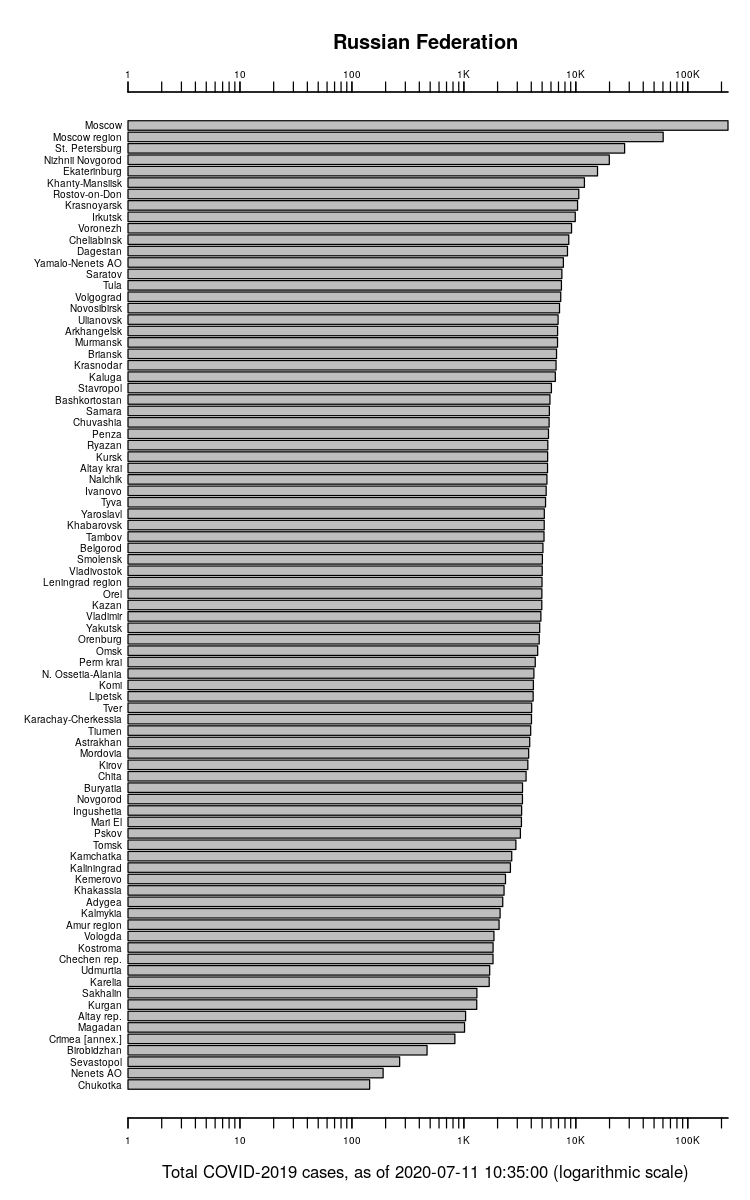 Russian Federation
1 10 100 1K 10K 100K
Moscow
Moscow region
St. Petersburg
Nizhnii Novgorod
Ekaterinburg
Khanty-Mansiisk
Rostov-on-Don
Krasnoyarsk
Irkutsk
Voronezh
Cheliabinsk
Dagestan
Yamalo-Nenets AO
Saratov
Tula
Volgograd
Novosibirsk
Ulianovsk
Arkhangelsk
Murmansk
Briansk
Krasnodar
Kaluga
Stavropol
Bashkortostan
Samara
Chuvashia
Penza
Ryazan
Kursk
Altay krai
Nalchik
Ivanovo
Tyva
Yaroslavl
Khabarovsk
Tambov
Belgorod
Smolensk
Vladivostok
Leningrad region
Orel
Kazan
Vladimir
Yakutsk
Orenburg
Omsk
Perm krai
N. Ossetia-Alania
Komi
Lipetsk
Tver
Karachay-Cherkessia
Tiumen
Astrakhan
Mordovia
Kirov
Chita
Buryatia
Novgorod
Ingushetia
Mari El
Pskov
Tomsk
Kamchatka
Kaliningrad
Kemerovo
Khakassia
Adygea
Kalmykia
Amur region
Vologda
Kostroma
Chechen rep.
Udmurtia
Karelia
Sakhalin
Kurgan
Altay rep.
Magadan
Crimea [annex.]
Birobidzhan
Sevastopol
Nenets AO
Chukotka
1 10 100 1K 10K 100K
Total COVID-2019 cases, as of 2020-07-11 10:35:00 (logarithmic scale)